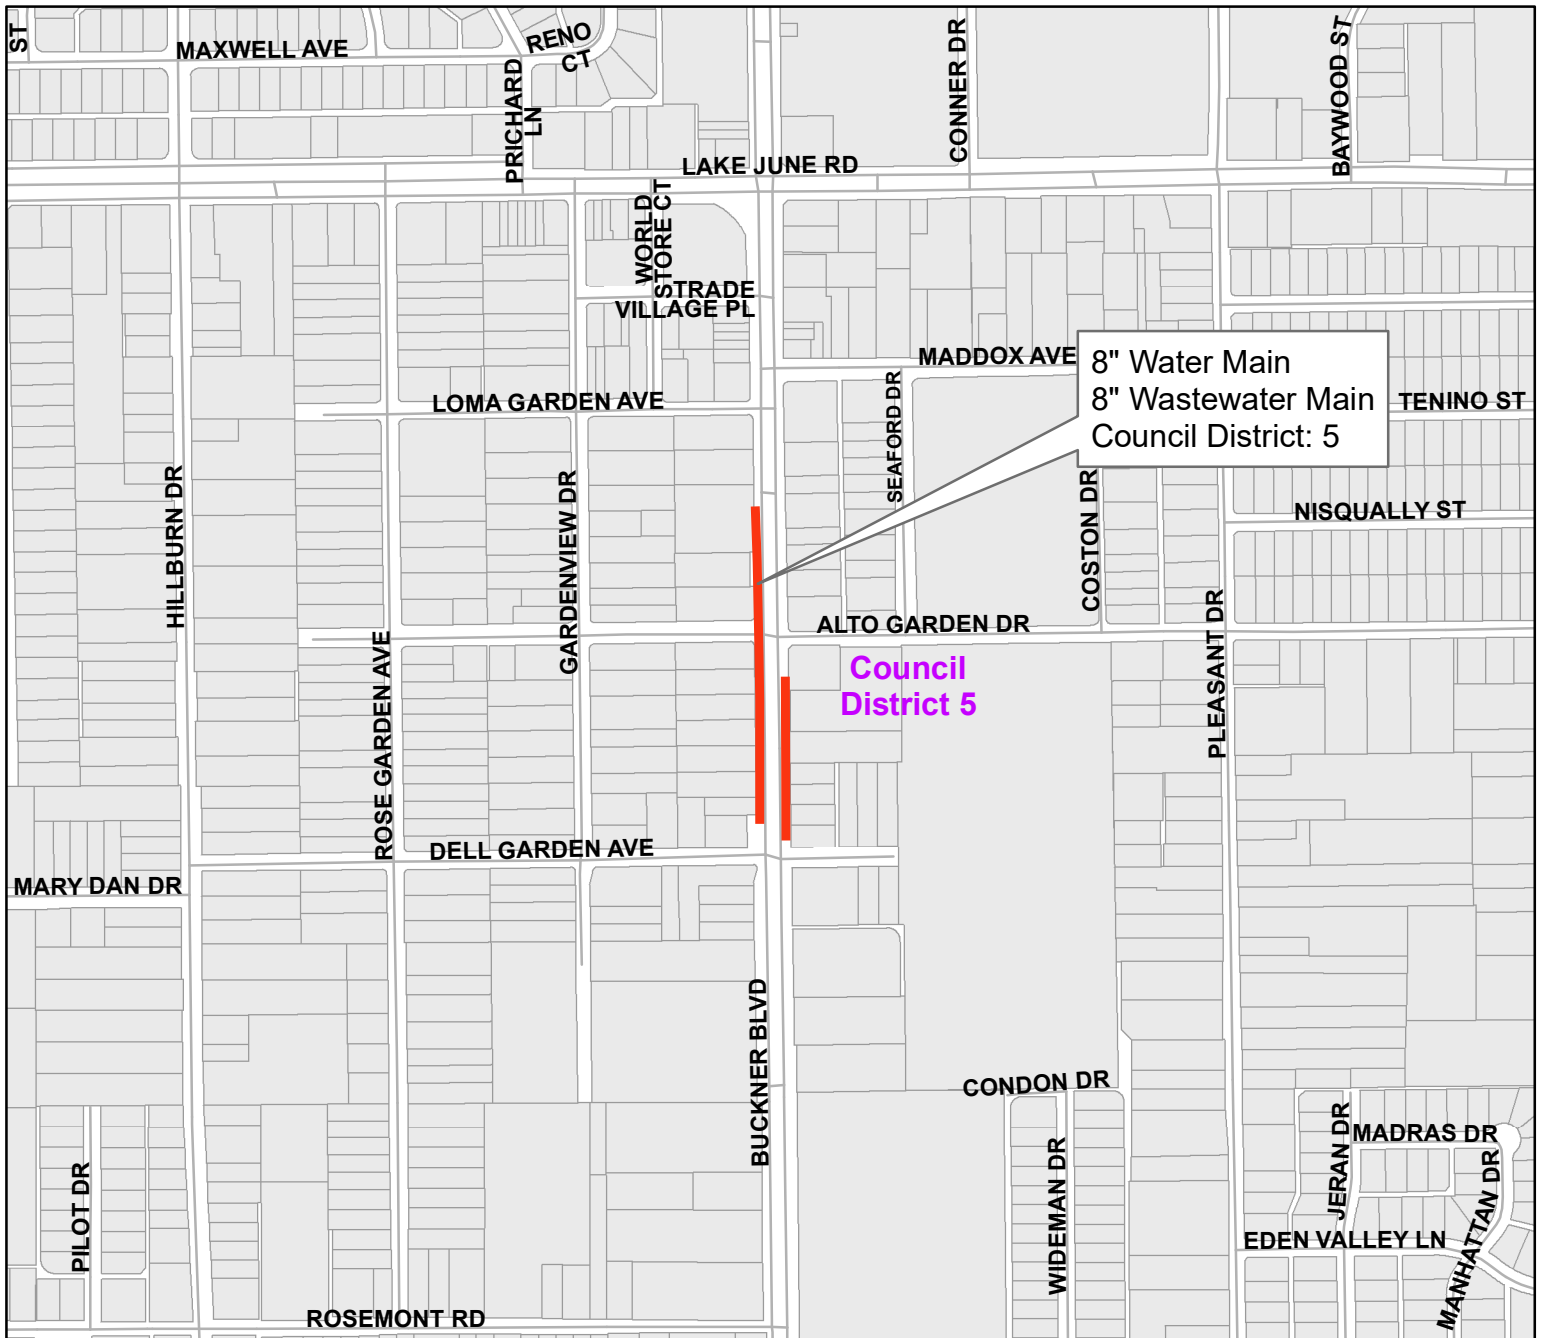 ST
MAXWELL AVE
RENO
CT
PRICHARD
LN
CONNER DR
BAYWOOD ST
LAKE JUNE RD
WORLD
STORE CT
TRADE
VILLAGE PL
MADDOX AVE
8" Water Main
8" Wastewater Main
Council District: 5
TENINO ST
LOMA GARDEN AVE
SEAFORD DR
HILLBURN DR
GARDENVIEW DR
COSTON DR
NISQUALLY ST
ALTO GARDEN DR
PLEASANT DR
ROSE GARDEN AVE
Council
District 5
DELL GARDEN AVE
MARY DAN DR
BUCKNER BLVD
CONDON DR
PILOT DR
WIDEMAN DR
JERAN DR
MADRAS DR
MANHATTAN DR
EDEN VALLEY LN
ROSEMONT RD